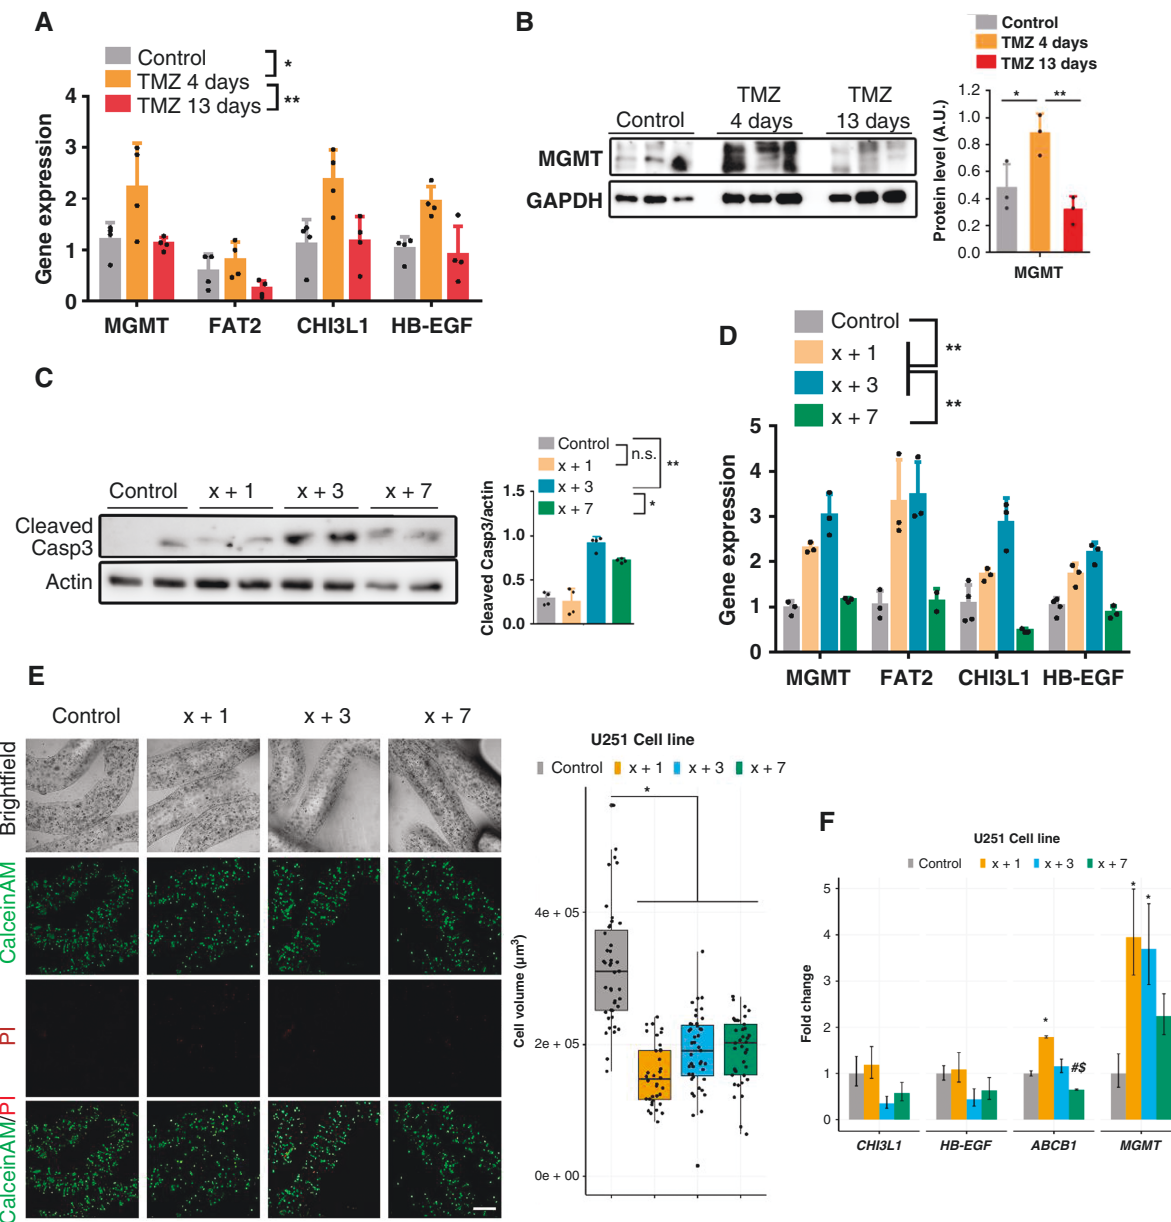 A
Control
TMZ 4 days
TMZ 13 days
*
**
Gene expression
4
3
2
1
0
MGMT
FAT2
CHI3L1
HB-EGF
B
Control
TMZ 4 days
TMZ 13 days
Control
TMZ
4 days
TMZ
13 days
MGMT
GAPDH
Protein level (A.U.)
1.2
1.0
0.8
0.6
0.4
0.2
0.0
*
**
MGMT
C
Control
x + 1
x + 3
x + 7
Cleaved
Casp3
Actin
Control
x + 1
x + 3
x + 7
n.s.
**
*
Cleaved Casp3/actin
1.5
1.0
0.5
0.0
D
Control
x + 1
x + 3
x + 7
**
**
Gene expression
5
4
3
2
1
0
MGMT
FAT2
CHI3L1
HB-EGF
E
Control
x + 1
x + 3
x + 7
Brightfield
CalceinAM
PI
CalceinAM/PI
U251 Cell line
Control
x + 1
x + 3
x + 7
*
Cell volume (µm³)
4e + 05
2e + 05
0e + 00
F
U251 Cell line
Control
x + 1
x + 3
x + 7
Fold change
5
4
3
2
1
0
*
#$
*
*
CHI3L1
HB-EGF
ABCB1
MGMT